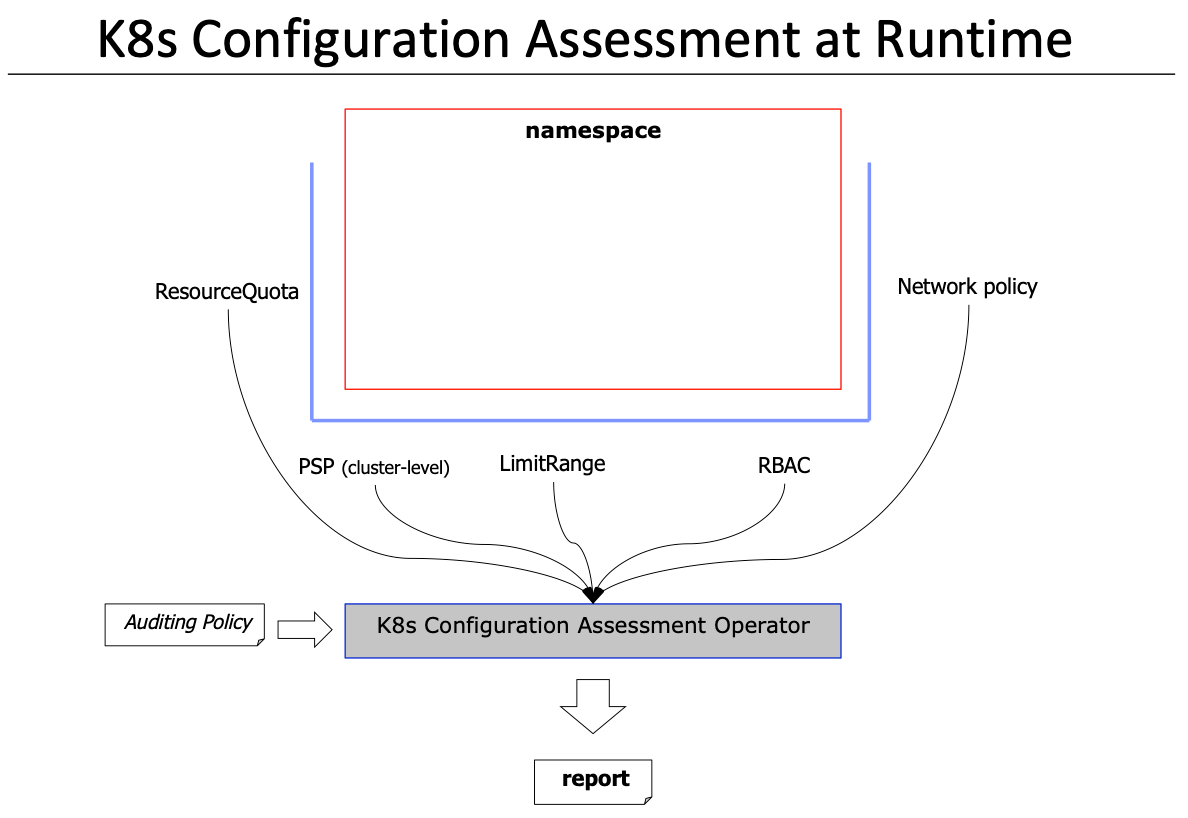 K8s Configuration Assessment at Runtime
namespace
ResourceQuota
Network policy
PSP (cluster-level)
LimitRange
RBAC
Auditing Policy
K8s Configuration Assessment Operator
report